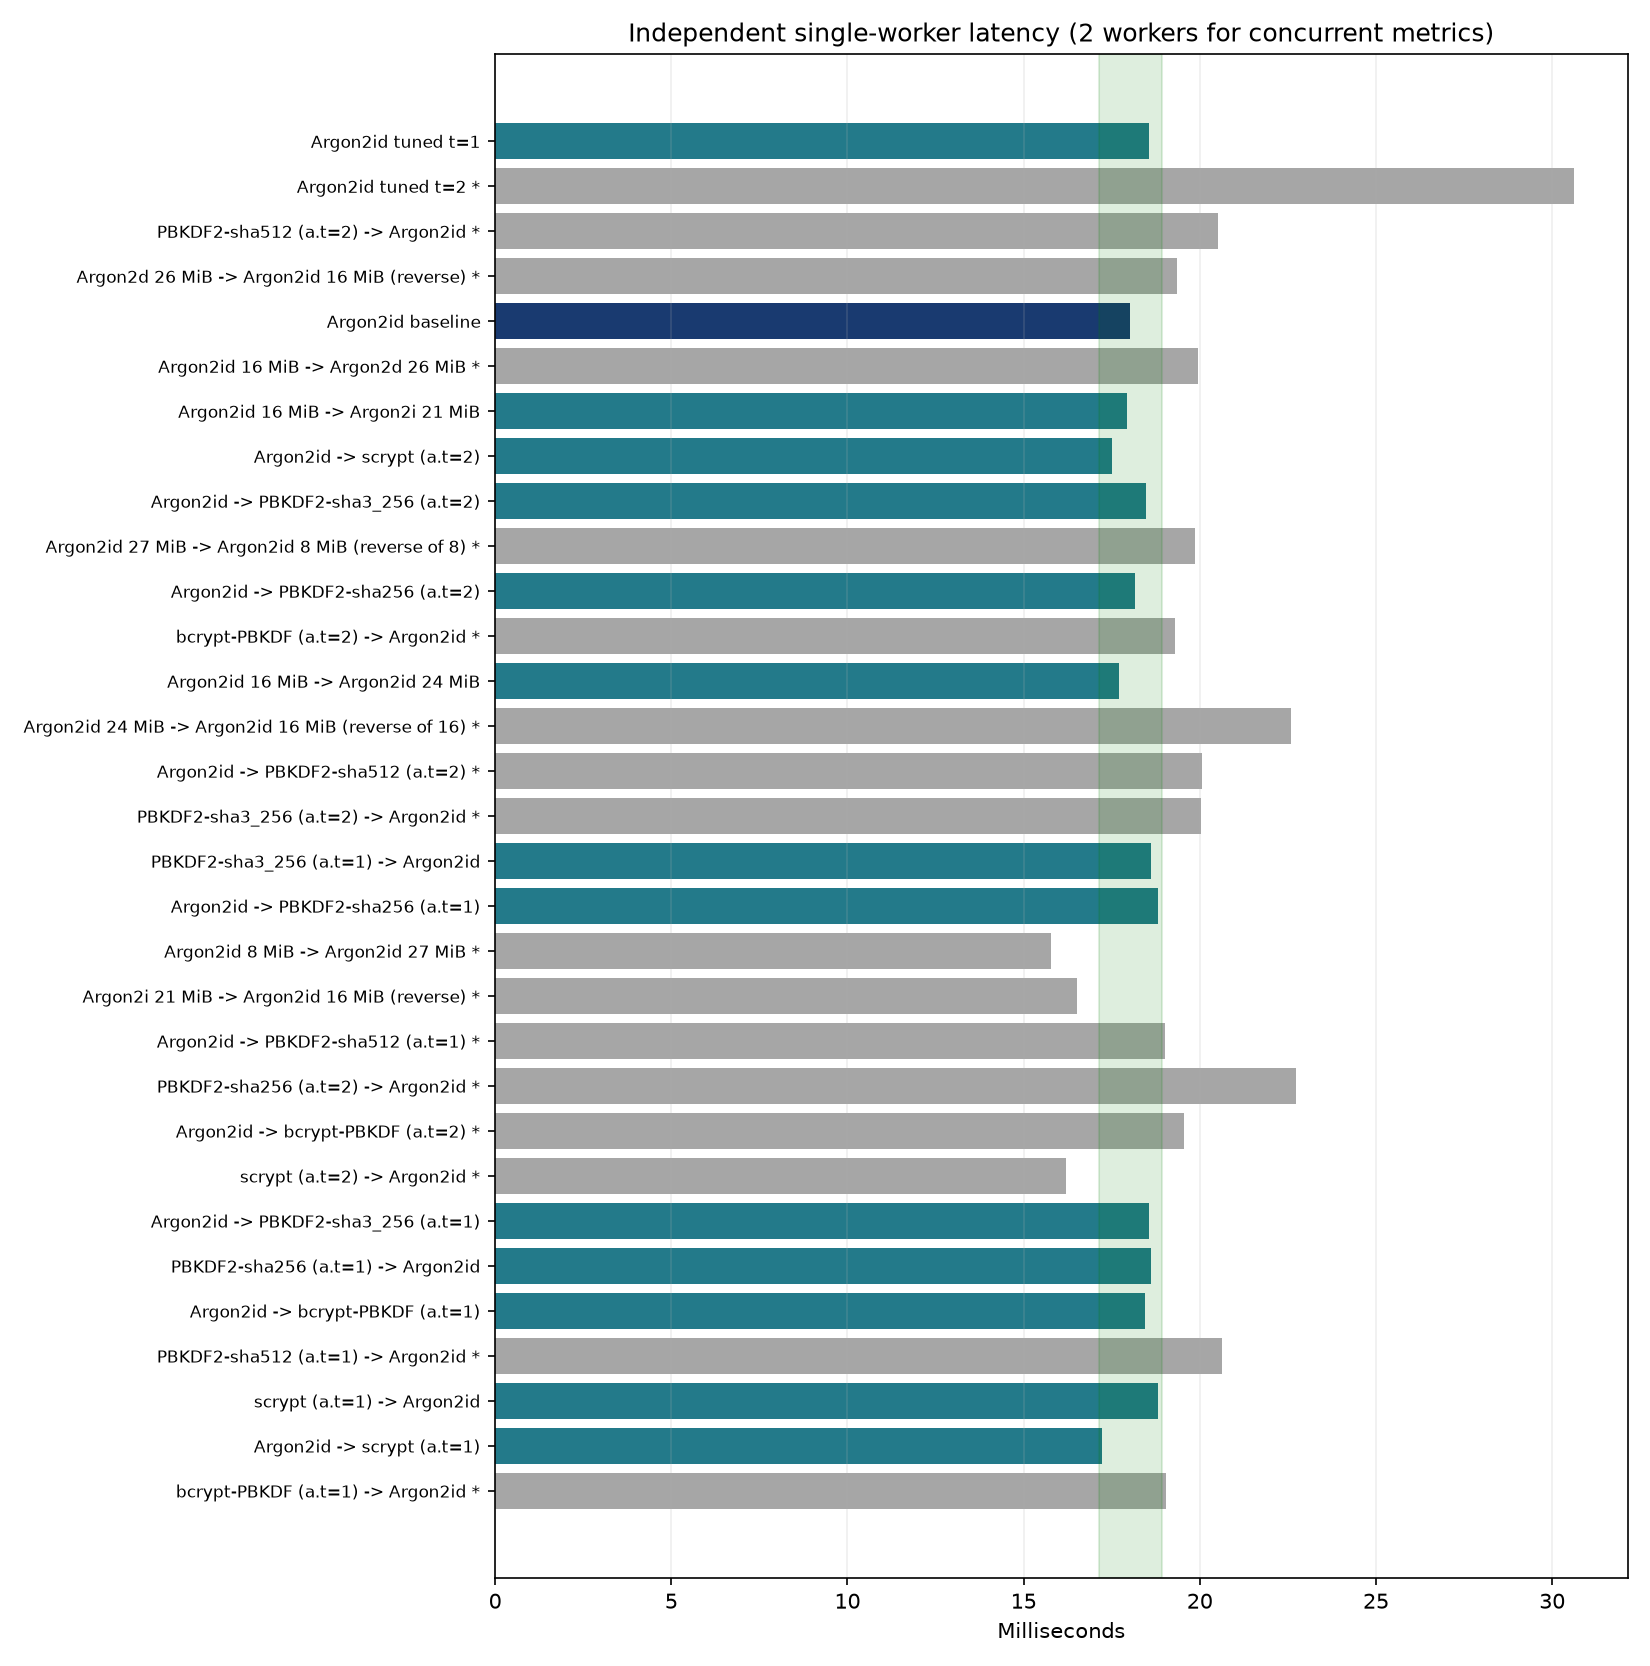 Independent single-worker latency (2 workers for concurrent metrics)
Argon2id tuned t=1
Argon2id tuned t=2 *
PBKDF2-sha512 (a.t=2) -> Argon2id *
Argon2d 26 MiB -> Argon2id 16 MiB (reverse) *
Argon2id baseline
Argon2id 16 MiB -> Argon2d 26 MiB *
Argon2id 16 MiB -> Argon2i 21 MiB
Argon2id -> scrypt (a.t=2)
Argon2id -> PBKDF2-sha3_256 (a.t=2)
Argon2id 27 MiB -> Argon2id 8 MiB (reverse of 8) *
Argon2id -> PBKDF2-sha256 (a.t=2)
bcrypt-PBKDF (a.t=2) -> Argon2id *
Argon2id 16 MiB -> Argon2id 24 MiB
Argon2id 24 MiB -> Argon2id 16 MiB (reverse of 16) *
Argon2id -> PBKDF2-sha512 (a.t=2) *
PBKDF2-sha3_256 (a.t=2) -> Argon2id *
PBKDF2-sha3_256 (a.t=1) -> Argon2id
Argon2id -> PBKDF2-sha256 (a.t=1)
Argon2id 8 MiB -> Argon2id 27 MiB *
Argon2i 21 MiB -> Argon2id 16 MiB (reverse) *
Argon2id -> PBKDF2-sha512 (a.t=1) *
PBKDF2-sha256 (a.t=2) -> Argon2id *
Argon2id -> bcrypt-PBKDF (a.t=2) *
scrypt (a.t=2) -> Argon2id *
Argon2id -> PBKDF2-sha3_256 (a.t=1)
PBKDF2-sha256 (a.t=1) -> Argon2id
Argon2id -> bcrypt-PBKDF (a.t=1)
PBKDF2-sha512 (a.t=1) -> Argon2id *
scrypt (a.t=1) -> Argon2id
Argon2id -> scrypt (a.t=1)
bcrypt-PBKDF (a.t=1) -> Argon2id *
0 5 10 15 20 25 30
Milliseconds